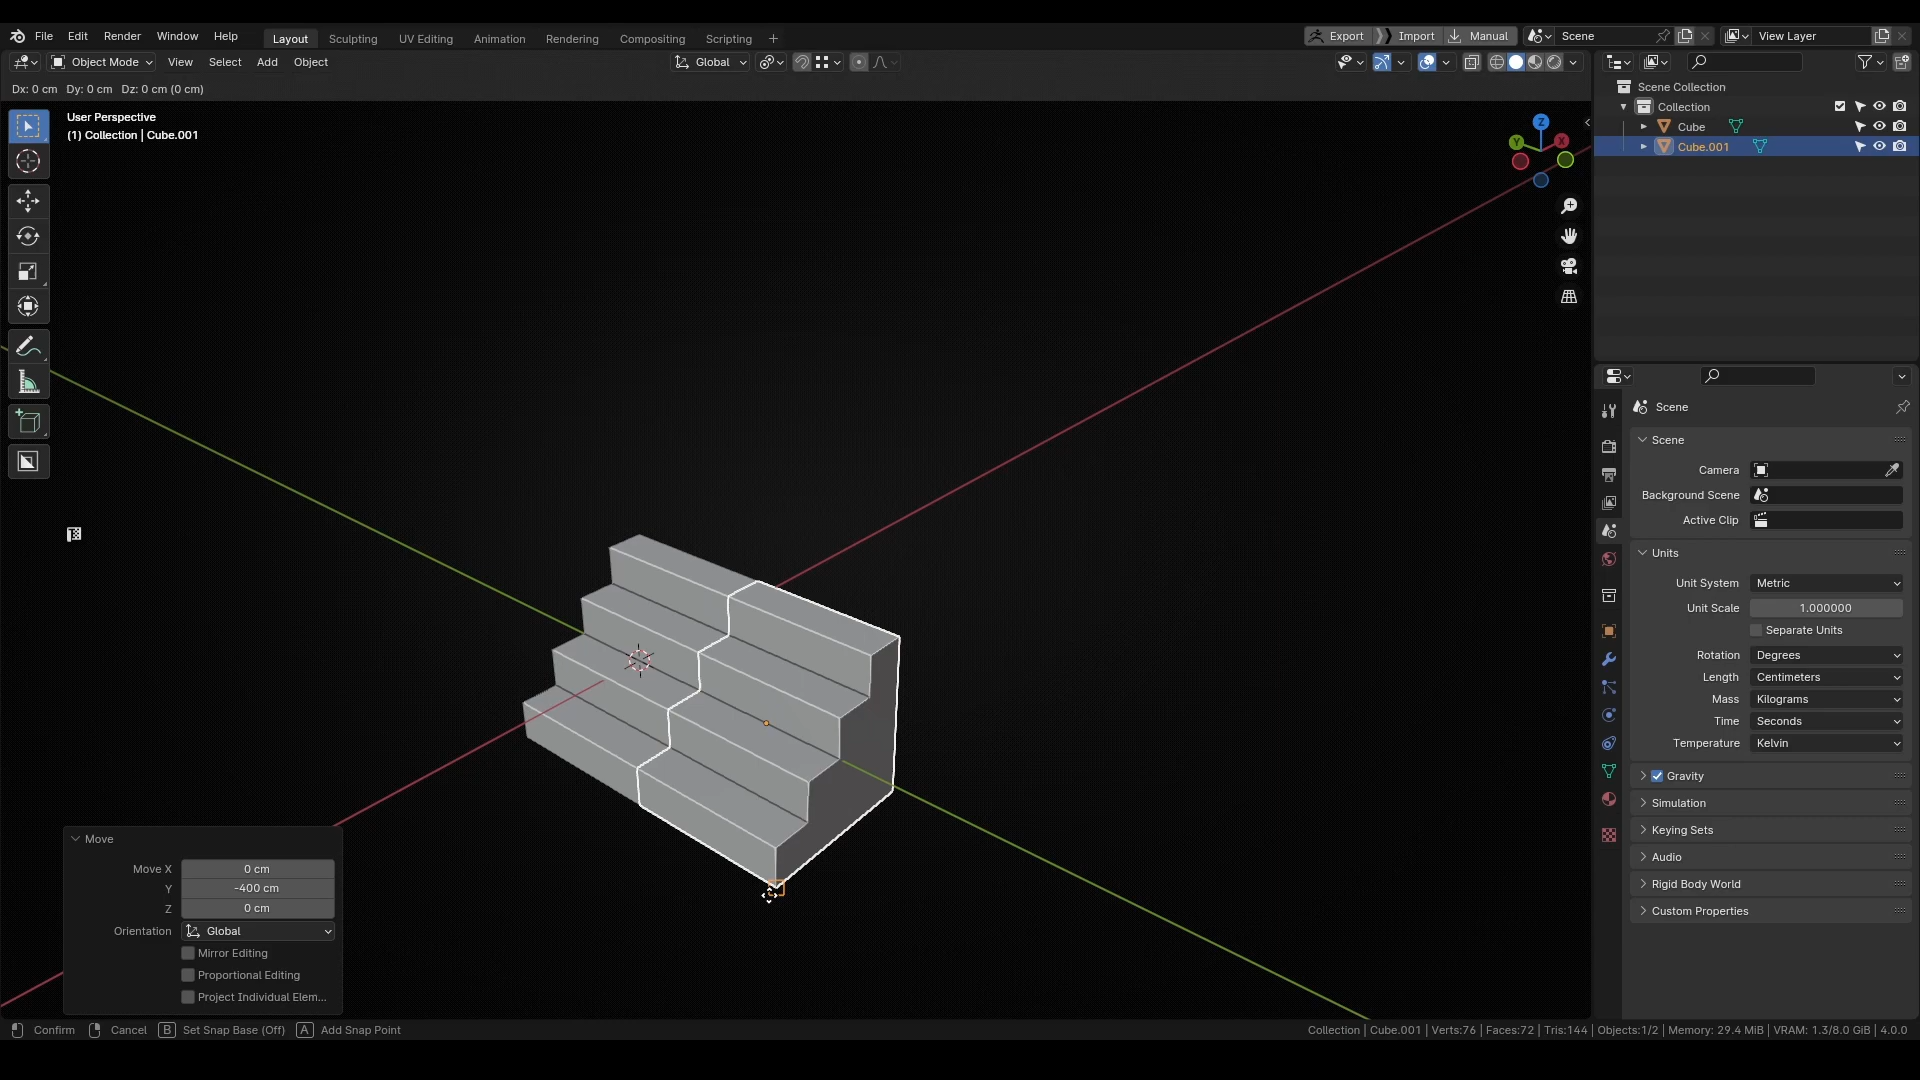 File Edit Render Window Help Layout Sculpting UV Editing Animation Rendering Compositing Scripting + Export Import Manual Scene View Layer
Object Mode View Select Add Object Global
Dx: 0 cm Dy: 0 cm Dz: 0 cm (0 cm)
User Perspective
(1) Collection | Cube.001
Z
Y
X
Scene Collection
Collection
Cube
Cube.001
Scene
Scene
Camera
Background Scene
Active Clip
Units
Unit System Metric
Unit Scale 1.000000
Separate Units
Rotation Degrees
Length Centimeters
Mass Kilograms
Time Seconds
Temperature Kelvin
Gravity
Simulation
Keying Sets
Audio
Rigid Body World
Custom Properties
Move
Move X 0 cm
Y -400 cm
Z 0 cm
Orientation Global
Mirror Editing
Proportional Editing
Project Individual Elem...
Confirm Cancel B Set Snap Base (Off) A Add Snap Point
Collection | Cube.001 | Verts:76 | Faces:72 | Tris:144 | Objects:1/2 | Memory: 29.4 MiB | VRAM: 1.3/8.0 GiB | 4.0.0